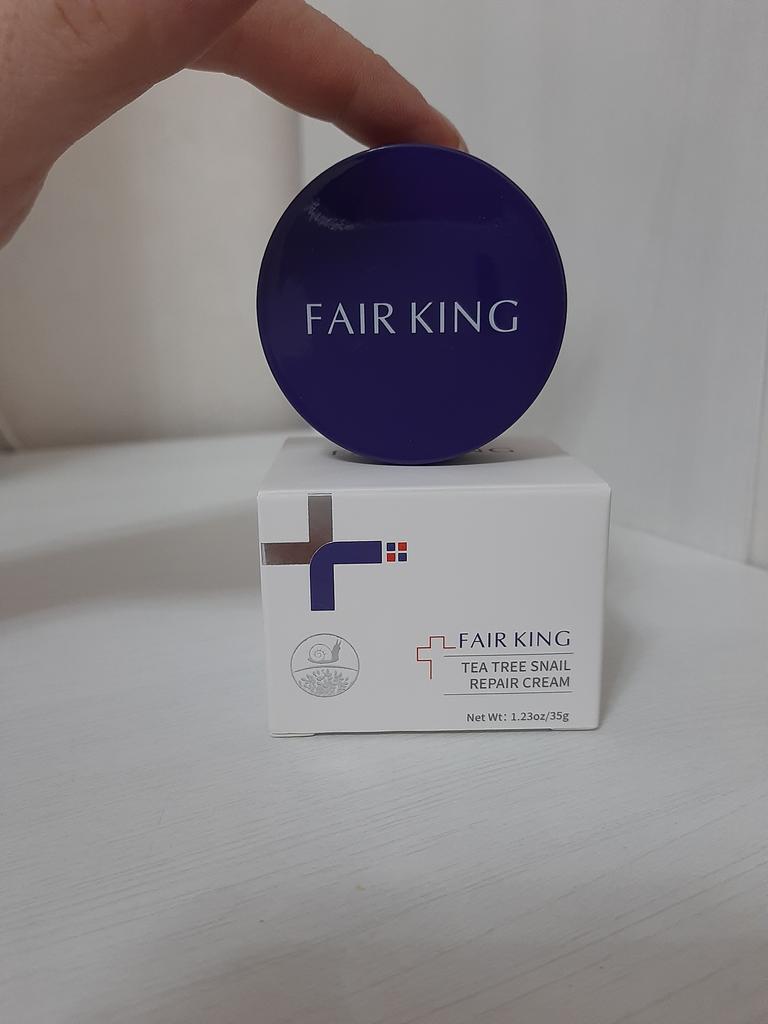 FAIR KING
FAIR KING
TEA TREE SNAIL
REPAIR CREAM
Net Wt: 1.23oz/35g